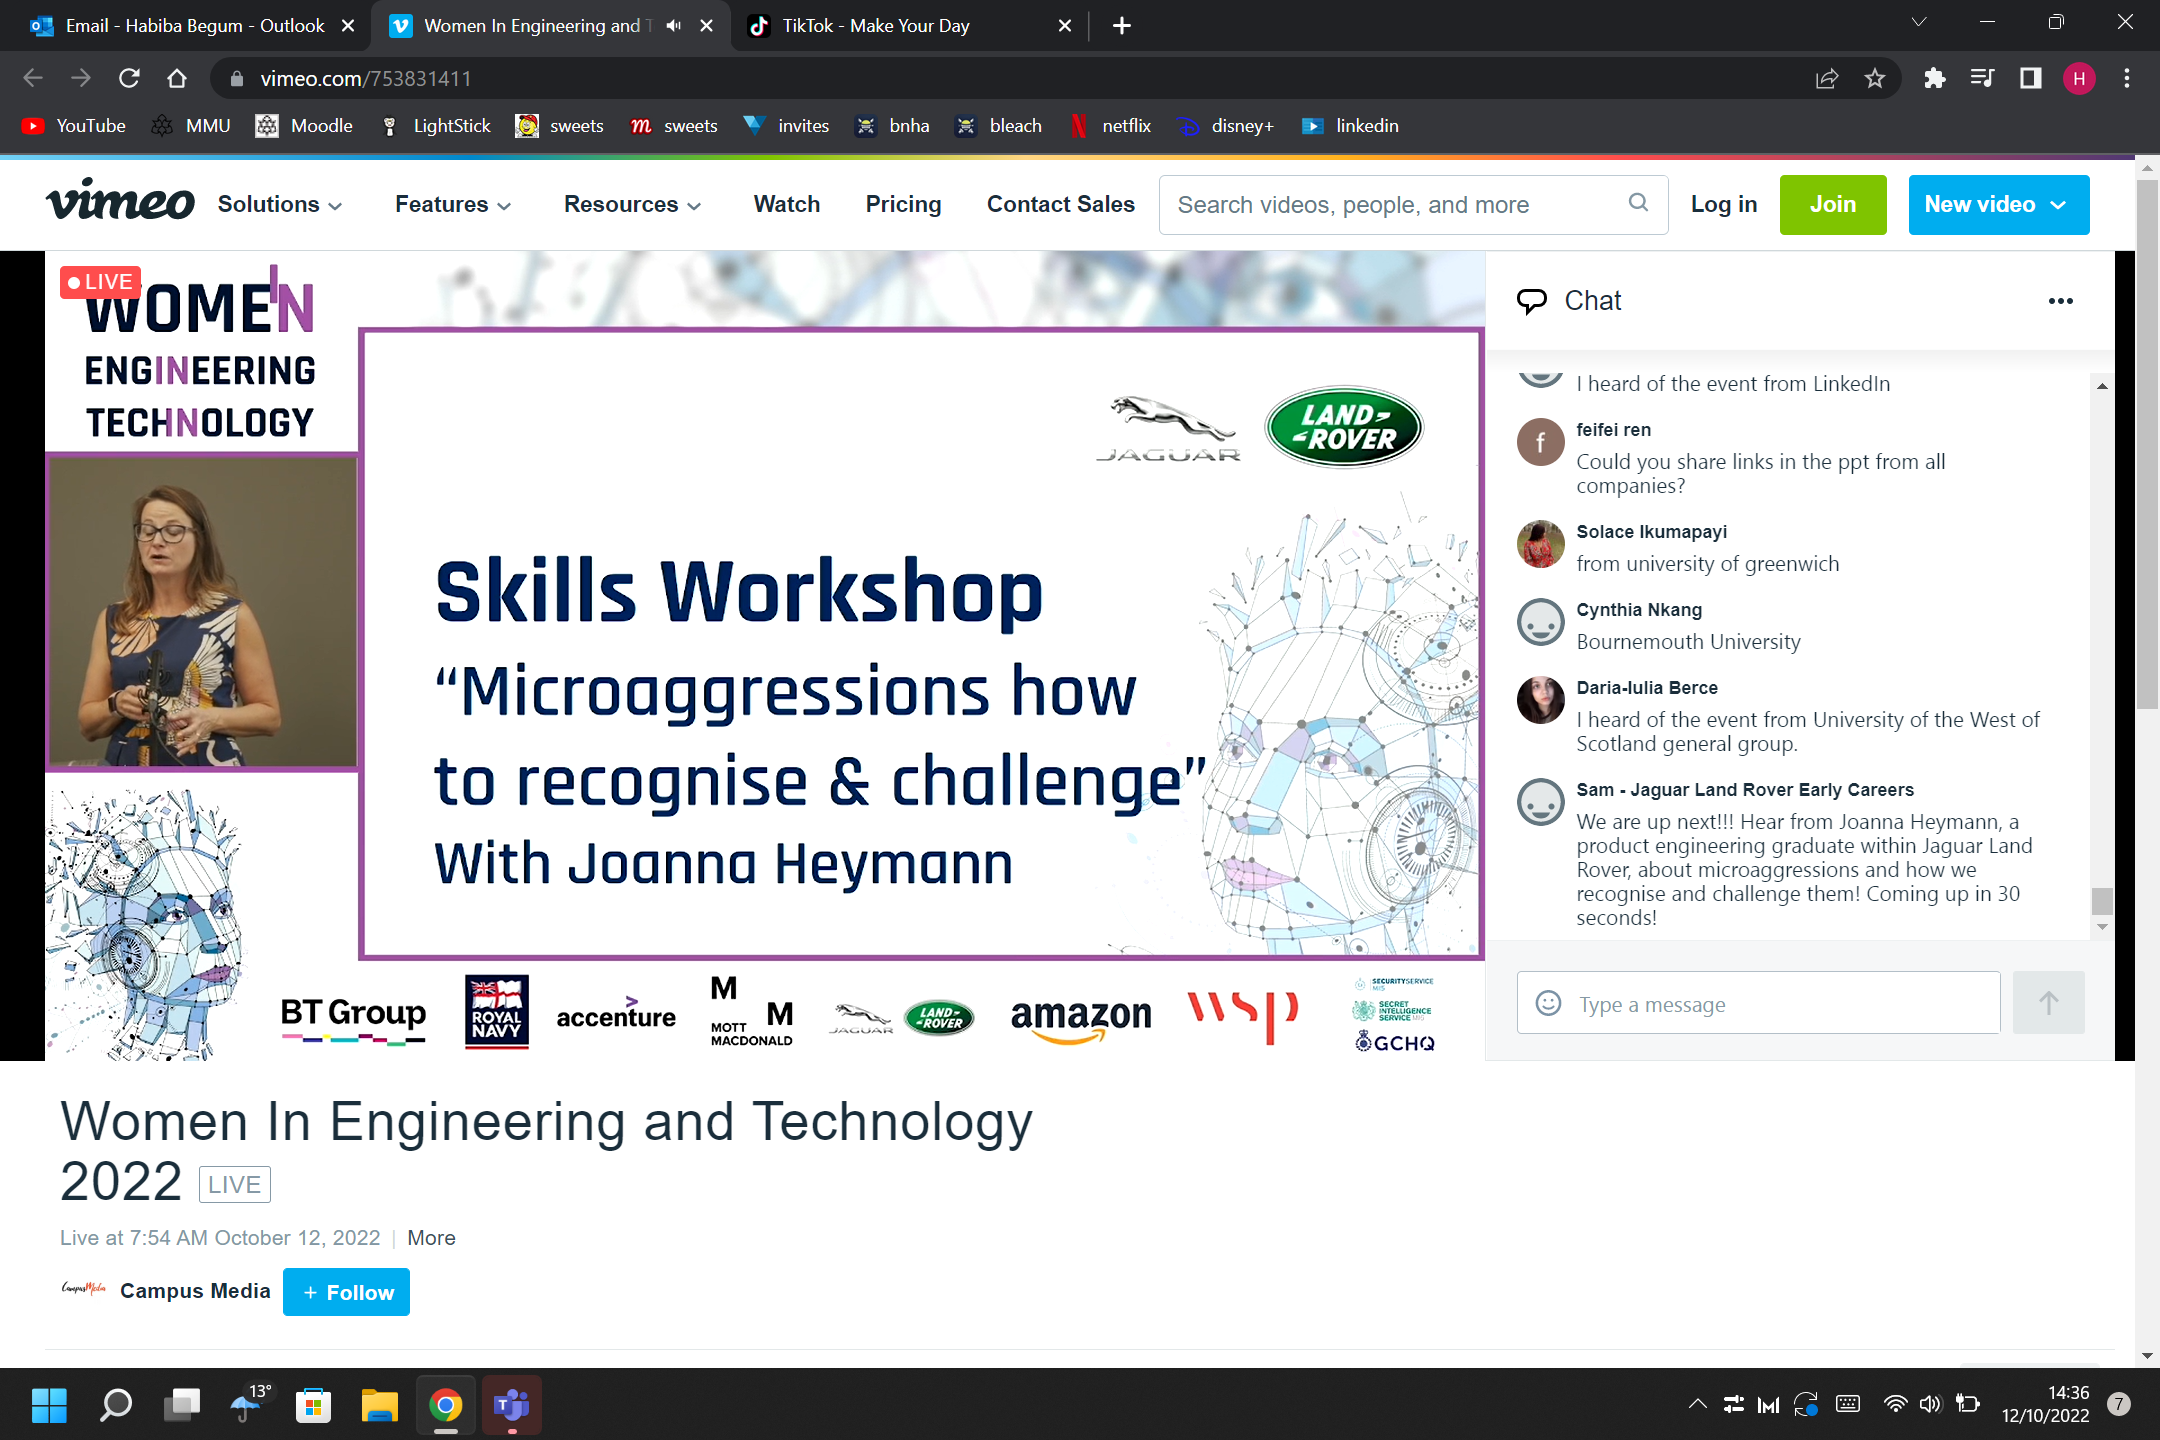 Email - Habiba Begum - Outlook
Women In Engineering and T
TikTok - Make Your Day
vimeo.com/753831411
H
YouTube
MMU
Moodle
LightStick
sweets
sweets
invites
bnha
bleach
netflix
disney+
linkedin
vimeo
Solutions
Features
Resources
Watch
Pricing
Contact Sales
Search videos, people, and more
Log in
Join
New video
LIVE
WOMEN IN
ENGINEERING
TECHNOLOGY
JAGUAR
LAND-
-ROVER
Skills Workshop
“Microaggressions how
to recognise & challenge”
With Joanna Heymann
BT Group
ROYAL
NAVY
accenture
M
M
MOTT
MACDONALD
JAGUAR
LAND-
-ROVER
amazon
wsp
SECURITY SERVICE
MI5
SECRET
INTELLIGENCE
SERVICE MI6
GCHQ
Chat
I heard of the event from LinkedIn
f
feifei ren
Could you share links in the ppt from all
companies?
Solace Ikumapayi
from university of greenwich
Cynthia Nkang
Bournemouth University
Daria-Iulia Berce
I heard of the event from University of the West of
Scotland general group.
Sam - Jaguar Land Rover Early Careers
We are up next!!! Hear from Joanna Heymann, a
product engineering graduate within Jaguar Land
Rover, about microaggressions and how we
recognise and challenge them! Coming up in 30
seconds!
Type a message
Women In Engineering and Technology
2022 LIVE
Live at 7:54 AM October 12, 2022 | More
CampusMedia
Campus Media
+ Follow
13°
14:36
12/10/2022
7